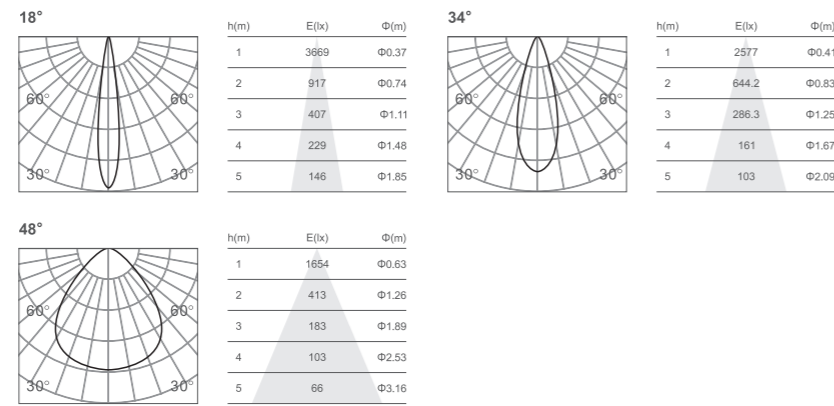 18°
60° 60°
30° 30°
h(m) E(lx) Φ(m)
1 3669 Φ0.37
2 917 Φ0.74
3 407 Φ1.11
4 229 Φ1.48
5 146 Φ1.85
34°
60° 60°
30° 30°
h(m) E(lx) Φ(m)
1 2577 Φ0.41
2 644.2 Φ0.83
3 286.3 Φ1.25
4 161 Φ1.67
5 103 Φ2.09
48°
60° 60°
30° 30°
h(m) E(lx) Φ(m)
1 1654 Φ0.63
2 413 Φ1.26
3 183 Φ1.89
4 103 Φ2.53
5 66 Φ3.16